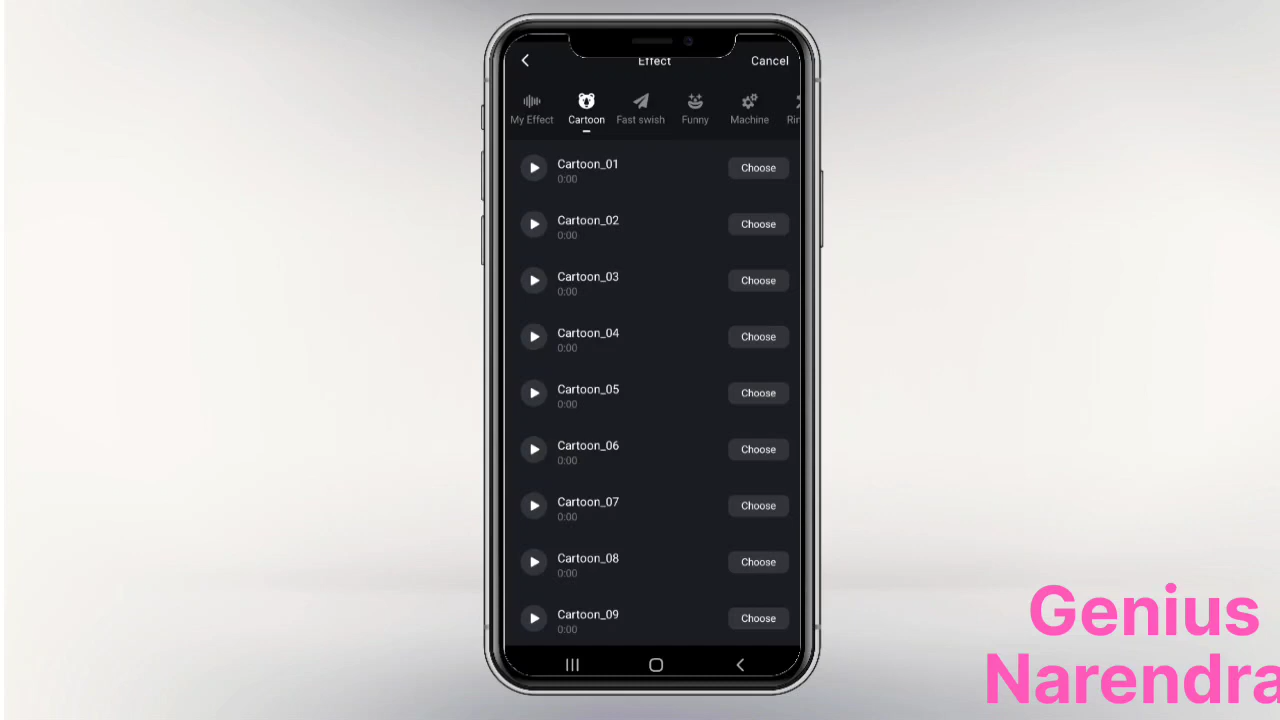 Effect
Cancel
My Effect
Cartoon
Fast swish
Funny
Machine
Rin
Cartoon_01
0:00
Choose
Cartoon_02
0:00
Choose
Cartoon_03
0:00
Choose
Cartoon_04
0:00
Choose
Cartoon_05
0:00
Choose
Cartoon_06
0:00
Choose
Cartoon_07
0:00
Choose
Cartoon_08
0:00
Choose
Cartoon_09
0:00
Choose
Genius
Narendra